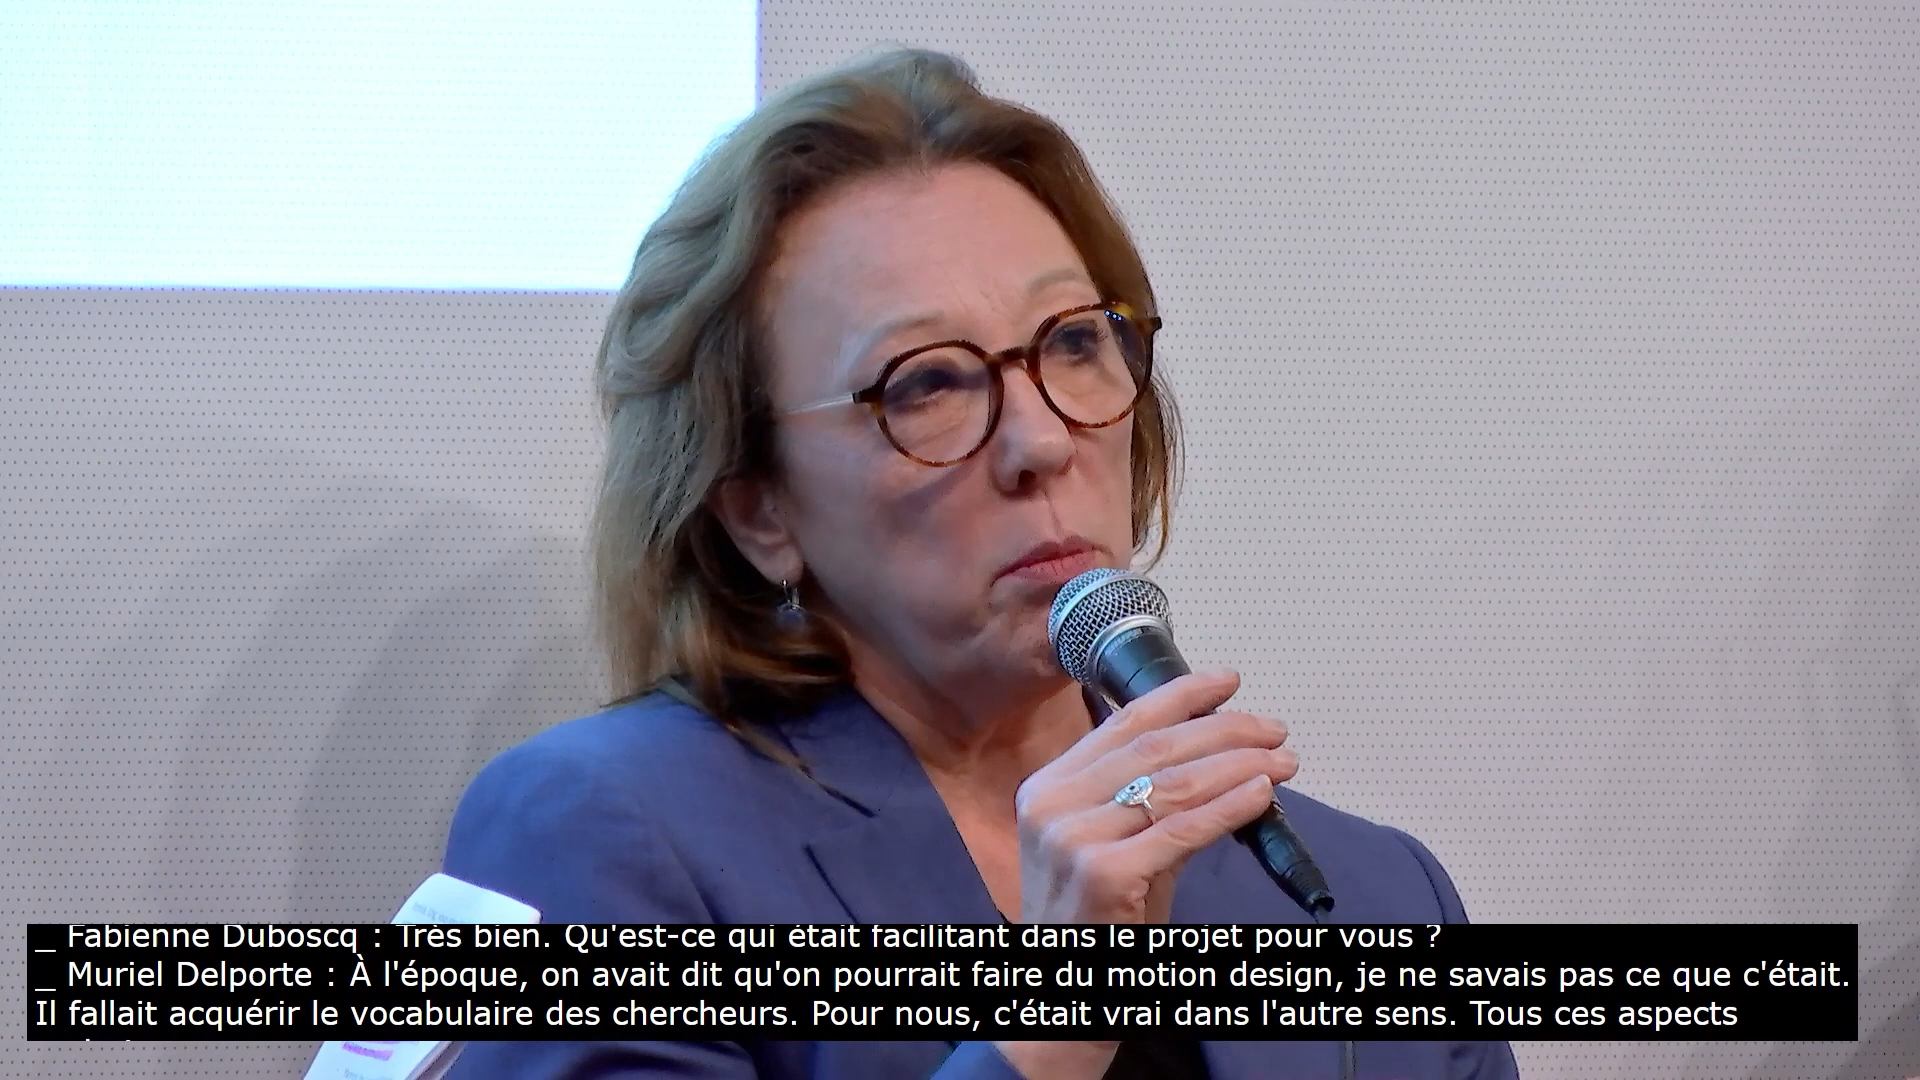 _ Fabienne Duboscq : Très bien. Qu'est-ce qui était facilitant dans le projet pour vous ?
_ Muriel Delporte : À l'époque, on avait dit qu'on pourrait faire du motion design, je ne savais pas ce que c'était.
Il fallait acquérir le vocabulaire des chercheurs. Pour nous, c'était vrai dans l'autre sens. Tous ces aspects